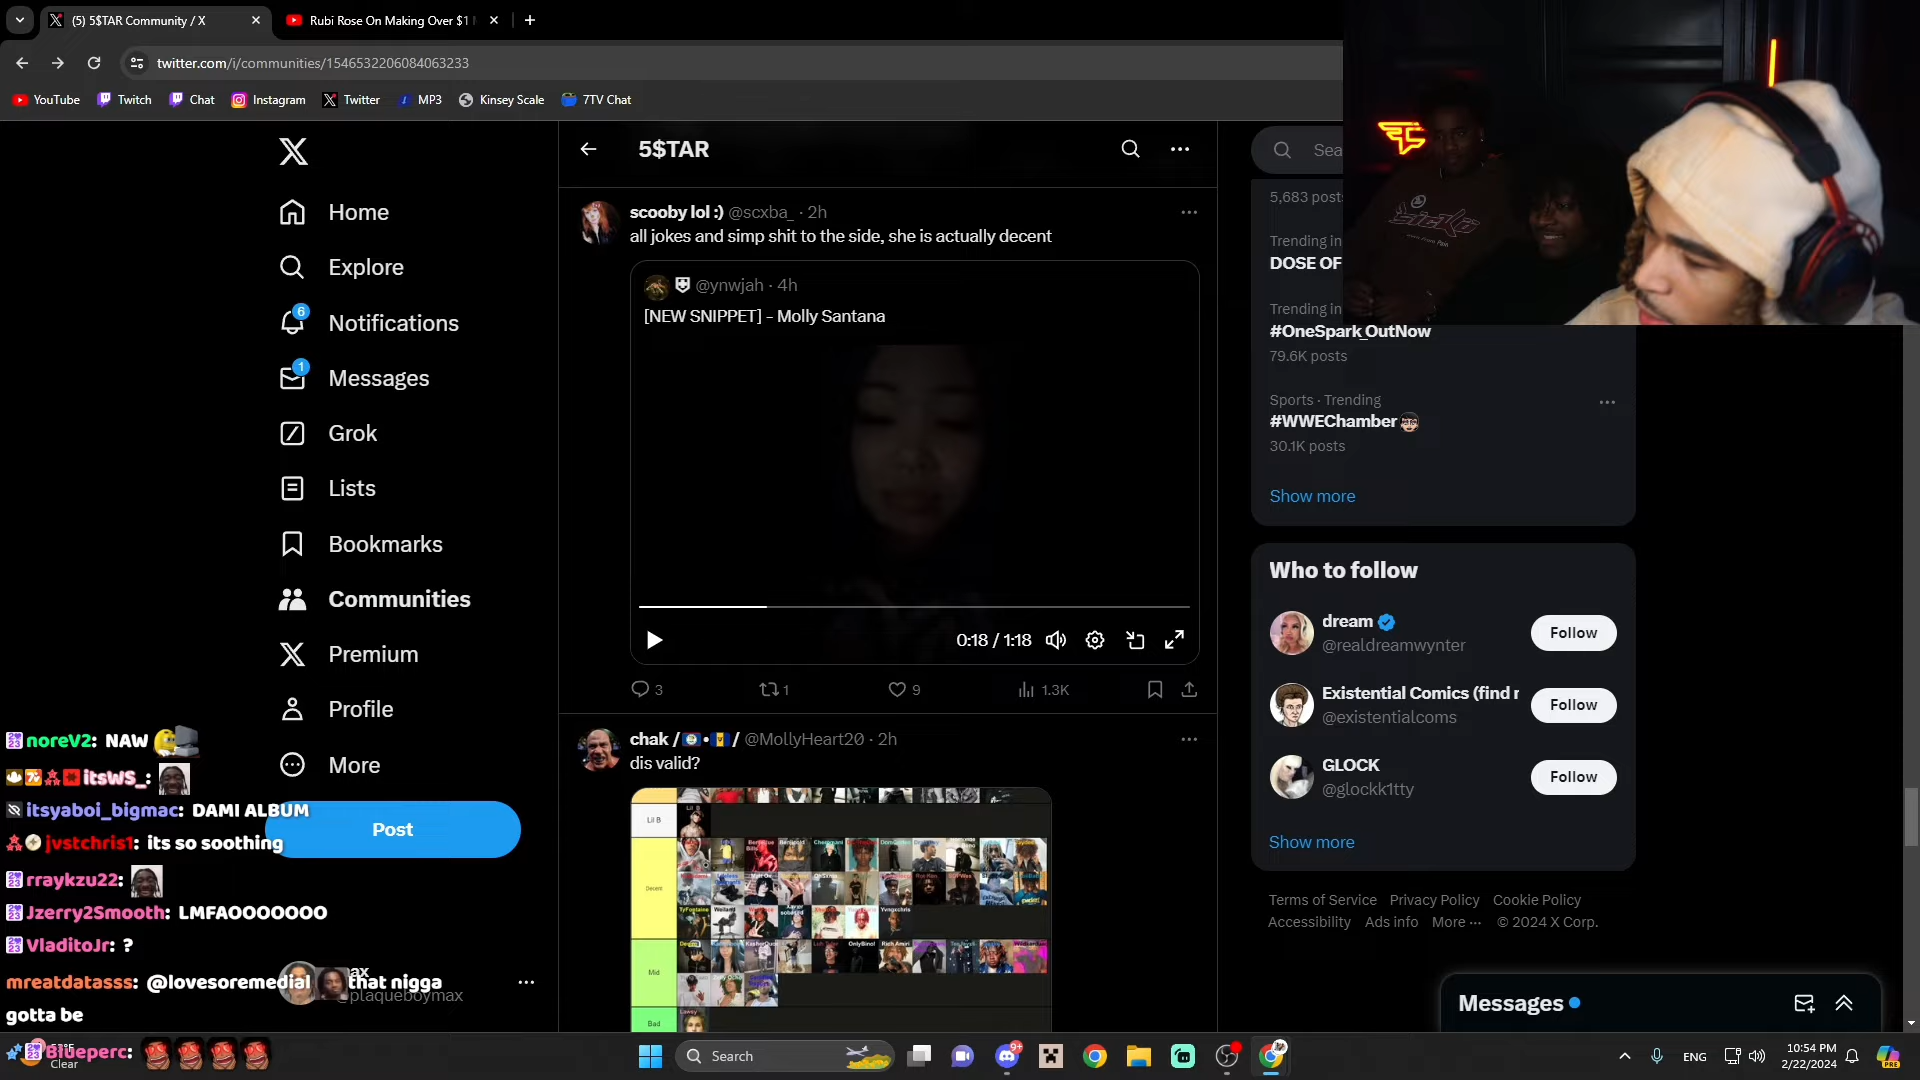 (5) 5$TAR Community / X
Rubi Rose On Making Over $1
twitter.com/i/communities/1546532206084063233
YouTube
Twitch
Chat
Instagram
Twitter
MP3
Kinsey Scale
7TV Chat
Home
Explore
6
Notifications
1
Messages
Grok
Lists
Bookmarks
Communities
Premium
Profile
More
Post
@plaqueboymax
5$TAR
scooby lol :) @scxba_ · 2h
all jokes and simp shit to the side, she is actually decent
@ynwjah · 4h
[NEW SNIPPET] - Molly Santana
0:18 / 1:18
3
1
9
1.3K
chak / • / @MollyHeart20 · 2h
dis valid?
Lil B
Decent
Mid
Bad
Sea
5,683 posts
Trending in
DOSE OF
Trending in
#OneSpark_OutNow
79.6K posts
Sports · Trending
#WWEChamber
30.1K posts
Show more
Who to follow
dream
@realdreamwynter
Follow
Existential Comics (find r
@existentialcoms
Follow
GLOCK
@glockk1tty
Follow
Show more
Terms of Service Privacy Policy Cookie Policy
Accessibility Ads info More ··· © 2024 X Corp.
Messages
noreV2: NAW
itsWS_:
itsyaboi_bigmac: DAMI ALBUM
jvstchris1: its so soothing
rraykzu22:
Jzerry2Smooth: LMFAOOOOOOO
VladitoJr: ?
mreatdatasss: @lovesoremedial that nigga
gotta be
Blueperc:
Clear
Search
9+
ENG
10:54 PM
2/22/2024
PRE